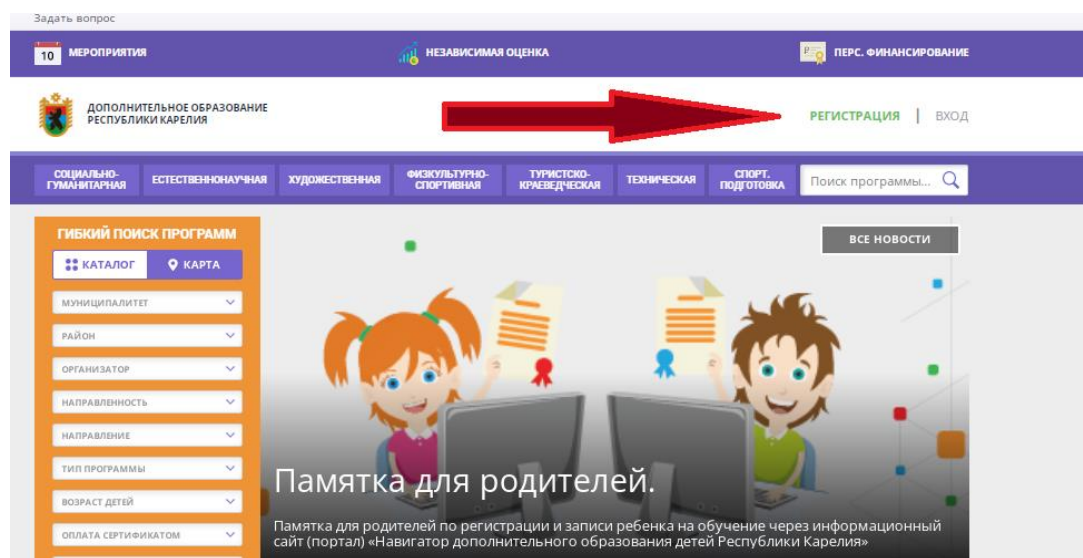 Задать вопрос
10 МЕРОПРИЯТИЯ
НЕЗАВИСИМАЯ ОЦЕНКА
ПЕРС. ФИНАНСИРОВАНИЕ
ДОПОЛНИТЕЛЬНОЕ ОБРАЗОВАНИЕ
РЕСПУБЛИКИ КАРЕЛИЯ
РЕГИСТРАЦИЯ | ВХОД
СОЦИАЛЬНО-
ГУМАНИТАРНАЯ
ЕСТЕСТВЕННОНАУЧНАЯ
ХУДОЖЕСТВЕННАЯ
ФИЗКУЛЬТУРНО-
СПОРТИВНАЯ
ТУРИСТСКО-
КРАЕВЕДЧЕСКАЯ
ТЕХНИЧЕСКАЯ
СПОРТ.
ПОДГОТОВКА
Поиск программы...
ГИБКИЙ ПОИСК ПРОГРАММ
КАТАЛОГ
КАРТА
МУНИЦИПАЛИТЕТ
РАЙОН
ОРГАНИЗАТОР
НАПРАВЛЕННОСТЬ
НАПРАВЛЕНИЕ
ТИП ПРОГРАММЫ
ВОЗРАСТ ДЕТЕЙ
ОПЛАТА СЕРТИФИКАТОМ
ВСЕ НОВОСТИ
Памятка для родителей.
Памятка для родителей по регистрации и записи ребенка на обучение через информационный
сайт (портал) «Навигатор дополнительного образования детей Республики Карелия»